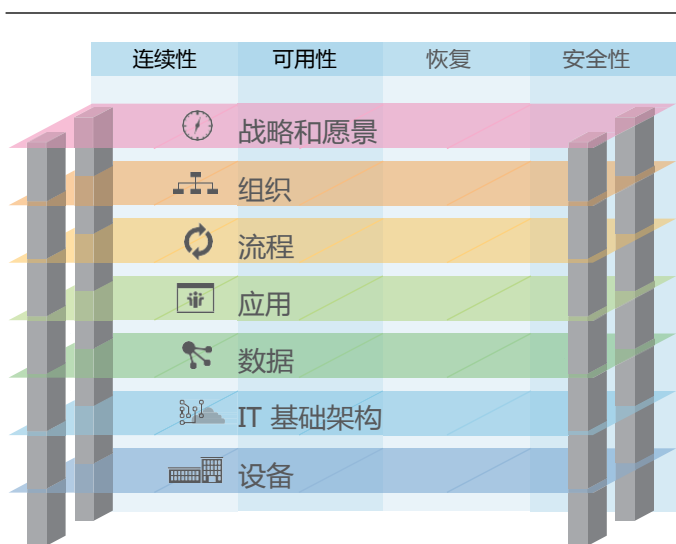 连续性 可用性 恢复 安全性
战略和愿景
组织
流程
应用
数据
IT 基础架构
设备